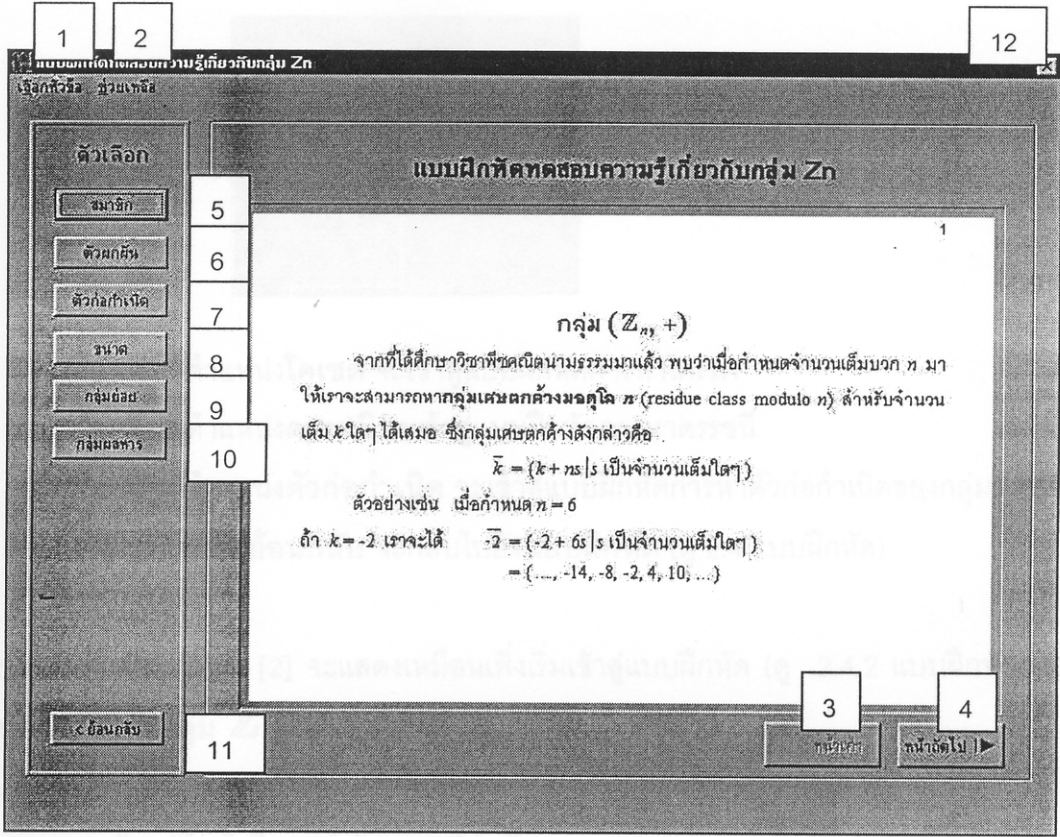 1 2 12
แบบฝึกหัดทดสอบความรู้เกี่ยวกับกลุ่ม Zn
เลือกหัวข้อ ช่วยเหลือ
ตัวเลือก
สมาชิก 5
ตัวผกผัน 6
ตัวก่อกำเนิด 7
ขนาด 8
กลุ่มย่อย 9
กลุ่มผลหาร 10
< ย้อนกลับ 11
แบบฝึกหัดทดสอบความรู้เกี่ยวกับกลุ่ม Zn
1
กลุ่ม (ℤₙ, +)
จากที่ได้ศึกษาวิชาพีชคณิตนามธรรมมาแล้ว พบว่าเมื่อกำหนดจำนวนเต็มบวก n มา
ให้เราจะสามารถหากลุ่มเศษตกค้างมอดุโล n (residue class modulo n) สำหรับจำนวน
เต็ม k ใดๆ ได้เสมอ ซึ่งกลุ่มเศษตกค้างดังกล่าวคือ
k̅ = {k + ns|s เป็นจำนวนเต็มใดๆ}
ตัวอย่างเช่น เมื่อกำหนด n = 6
ถ้า k = -2 เราจะได้ -2̅ = {-2 + 6s|s เป็นจำนวนเต็มใดๆ}
= {…, -14, -8, -2, 4, 10, …}
3 4
หน้าถัดไป